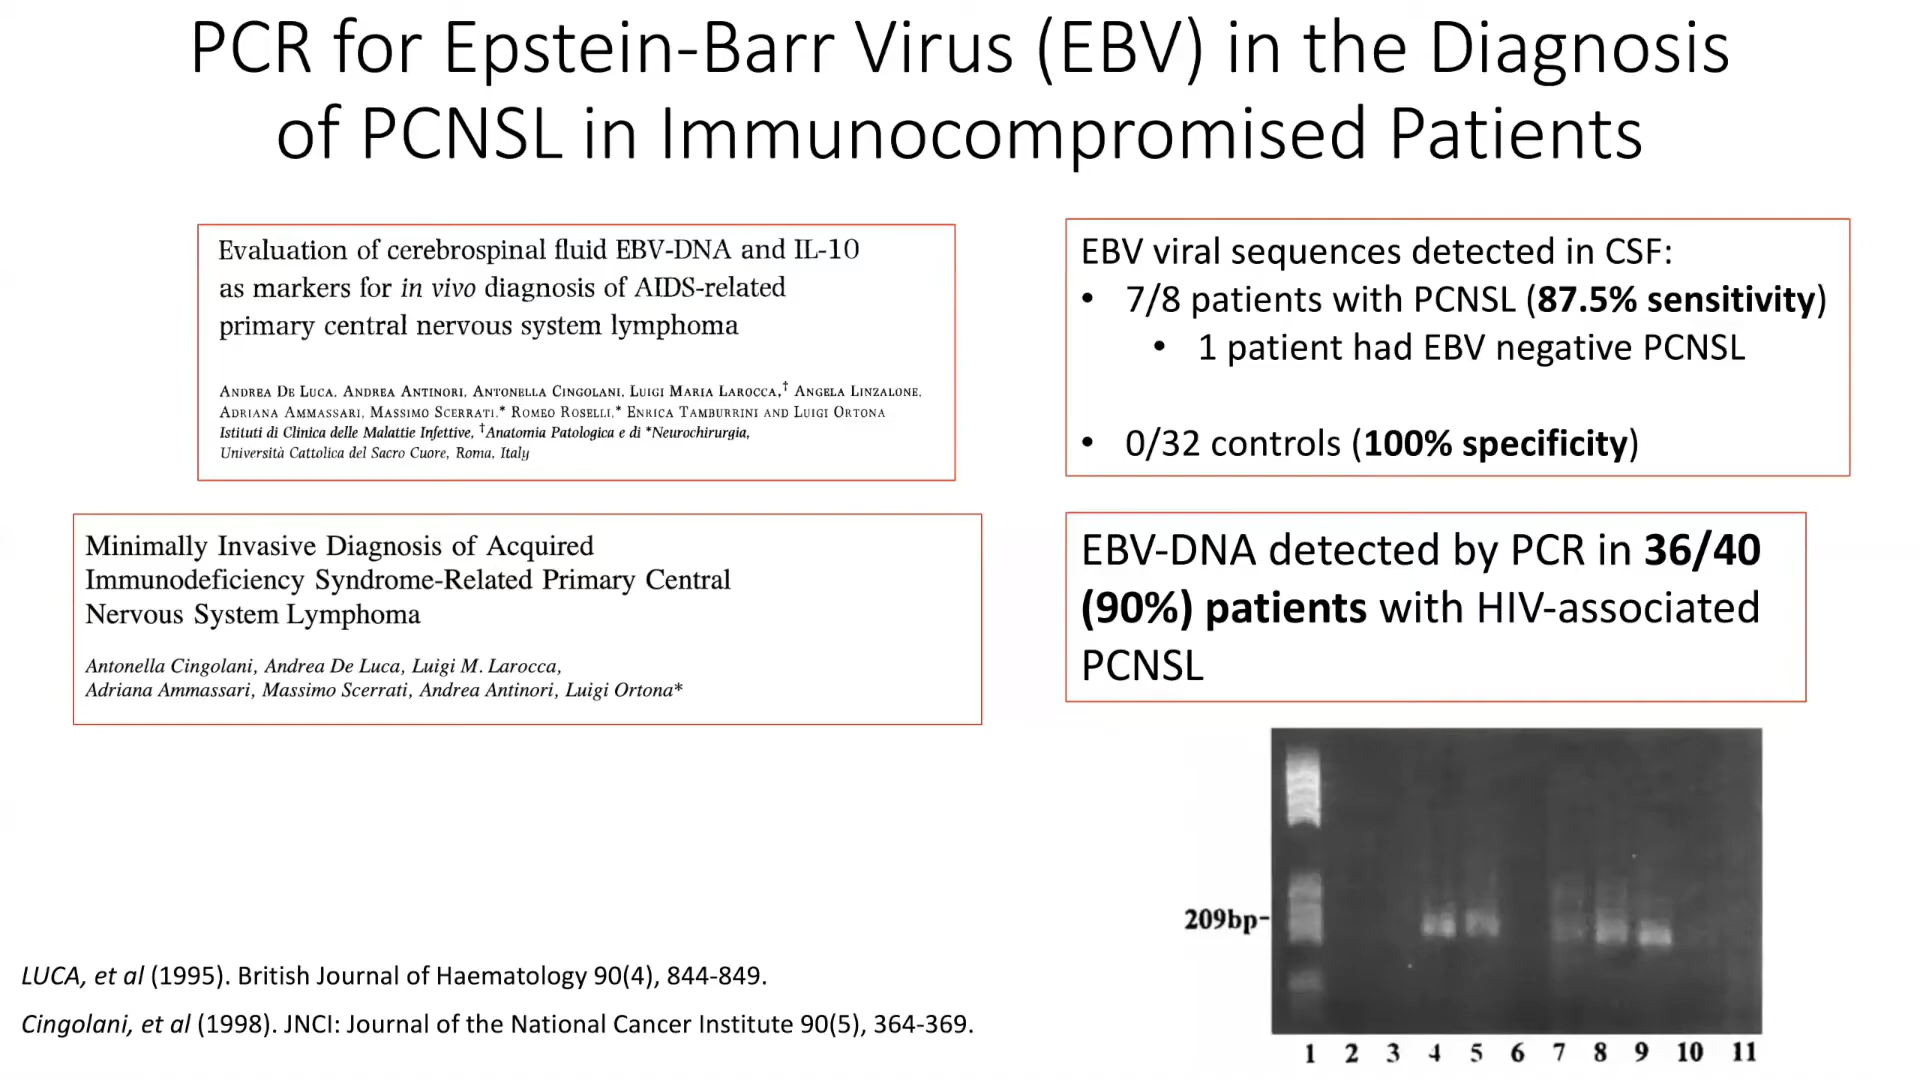 PCR for Epstein-Barr Virus (EBV) in the Diagnosis
of PCNSL in Immunocompromised Patients
Evaluation of cerebrospinal fluid EBV-DNA and IL-10
as markers for in vivo diagnosis of AIDS-related
primary central nervous system lymphoma
ANDREA DE LUCA, ANDREA ANTINORI, ANTONELLA CINGOLANI, LUIGI MARIA LAROCCA,† ANGELA LINZALONE,
ADRIANA AMMASSARI, MASSIMO SCERRATI,* ROMEO ROSELLI,* ENRICA TAMBURRINI AND LUIGI ORTONA
Istituti di Clinica delle Malattie Infettive, †Anatomia Patologica e di *Neurochirurgia,
Università Cattolica del Sacro Cuore, Roma, Italy
EBV viral sequences detected in CSF:
• 7/8 patients with PCNSL (87.5% sensitivity)
• 1 patient had EBV negative PCNSL
• 0/32 controls (100% specificity)
Minimally Invasive Diagnosis of Acquired
Immunodeficiency Syndrome-Related Primary Central
Nervous System Lymphoma
Antonella Cingolani, Andrea De Luca, Luigi M. Larocca,
Adriana Ammassari, Massimo Scerrati, Andrea Antinori, Luigi Ortona*
EBV-DNA detected by PCR in 36/40
(90%) patients with HIV-associated
PCNSL
209bp-
1 2 3 4 5 6 7 8 9 10 11
LUCA, et al (1995). British Journal of Haematology 90(4), 844-849.
Cingolani, et al (1998). JNCI: Journal of the National Cancer Institute 90(5), 364-369.